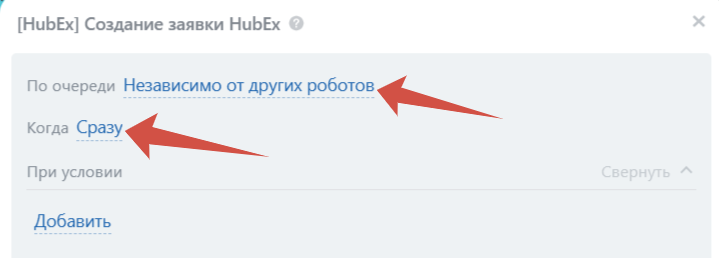 [HubEx] Создание заявки HubEx ?
По очереди Независимо от других роботов
Когда Сразу
При условии Свернуть
Добавить